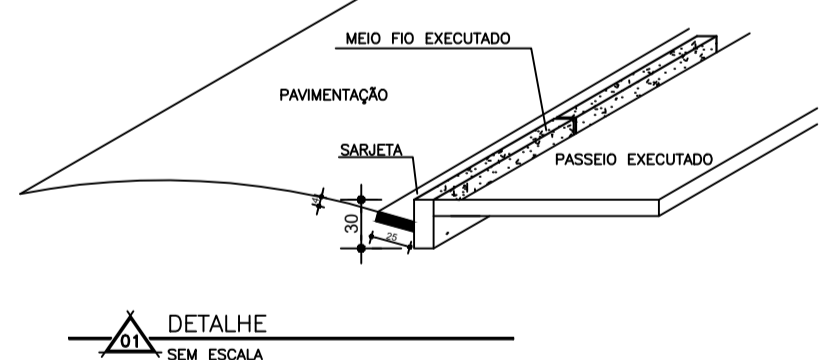 MEIO FIO EXECUTADO
PAVIMENTAÇÃO
SARJETA
PASSEIO EXECUTADO
30
25
01
DETALHE
SEM ESCALA